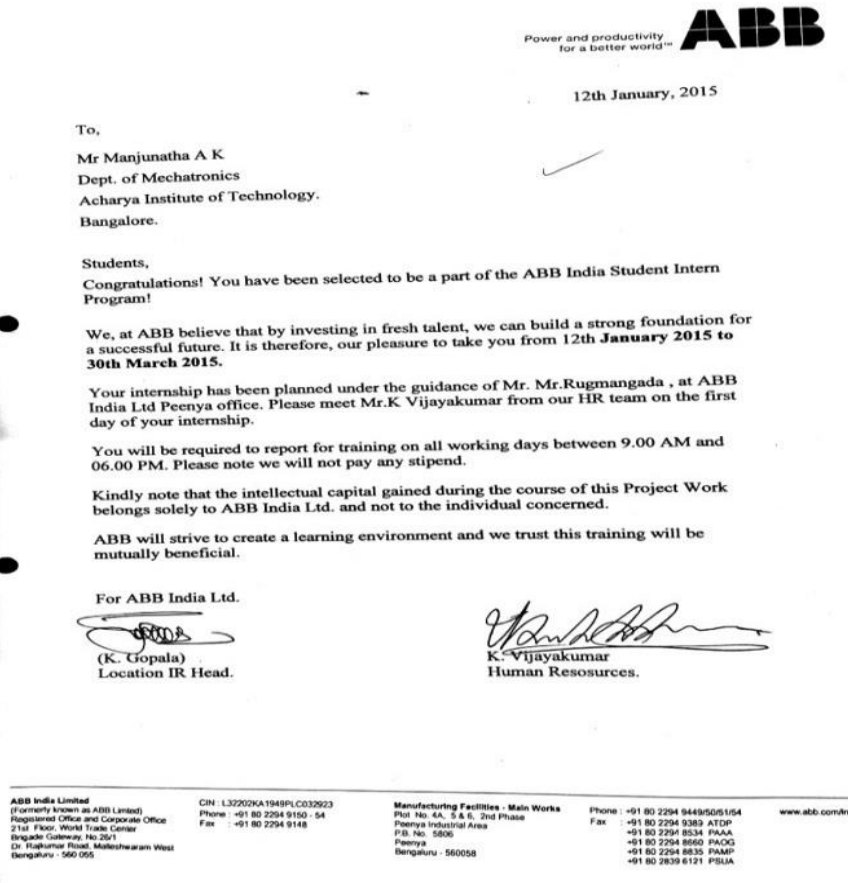 Power and productivity
for a better world™
ABB
12th January, 2015
To,
Mr Manjunatha A K
Dept. of Mechatronics
Acharya Institute of Technology.
Bangalore.
Students,
Congratulations! You have been selected to be a part of the ABB India Student Intern
Program!
We, at ABB believe that by investing in fresh talent, we can build a strong foundation for
a successful future. It is therefore, our pleasure to take you from 12th January 2015 to
30th March 2015.
Your internship has been planned under the guidance of Mr. Mr.Rugmangada , at ABB
India Ltd Peenya office. Please meet Mr.K Vijayakumar from our HR team on the first
day of your internship.
You will be required to report for training on all working days between 9.00 AM and
06.00 PM. Please note we will not pay any stipend.
Kindly note that the intellectual capital gained during the course of this Project Work
belongs solely to ABB India Ltd. and not to the individual concerned.
ABB will strive to create a learning environment and we trust this training will be
mutually beneficial.
For ABB India Ltd.
(K. Gopala)
Location IR Head.
K. Vijayakumar
Human Resosurces.
ABB India Limited
(Formerly known as ABB Limited)
Registered Office and Corporate Office
21st Floor, World Trade Center
Brigade Gateway, No.26/1
Dr. Rajkumar Road, Malleshwaram West
Bengaluru - 560 055
CIN : L32202KA1949PLC032923
Phone : +91 80 2294 9150 - 54
Fax : +91 80 2294 9148
Manufacturing Facilities - Main Works
Plot No. 4A, 5 & 6, 2nd Phase
Peenya Industrial Area
P.B. No. 5806
Peenya
Bengaluru - 560058
Phone : +91 80 2294 9449/50/51/54
Fax : +91 80 2294 9389 ATDP
+91 80 2294 8534 PAAA
+91 80 2294 8660 PAOG
+91 80 2294 8835 PAMP
+91 80 2839 6121 PSUA
www.abb.com/in